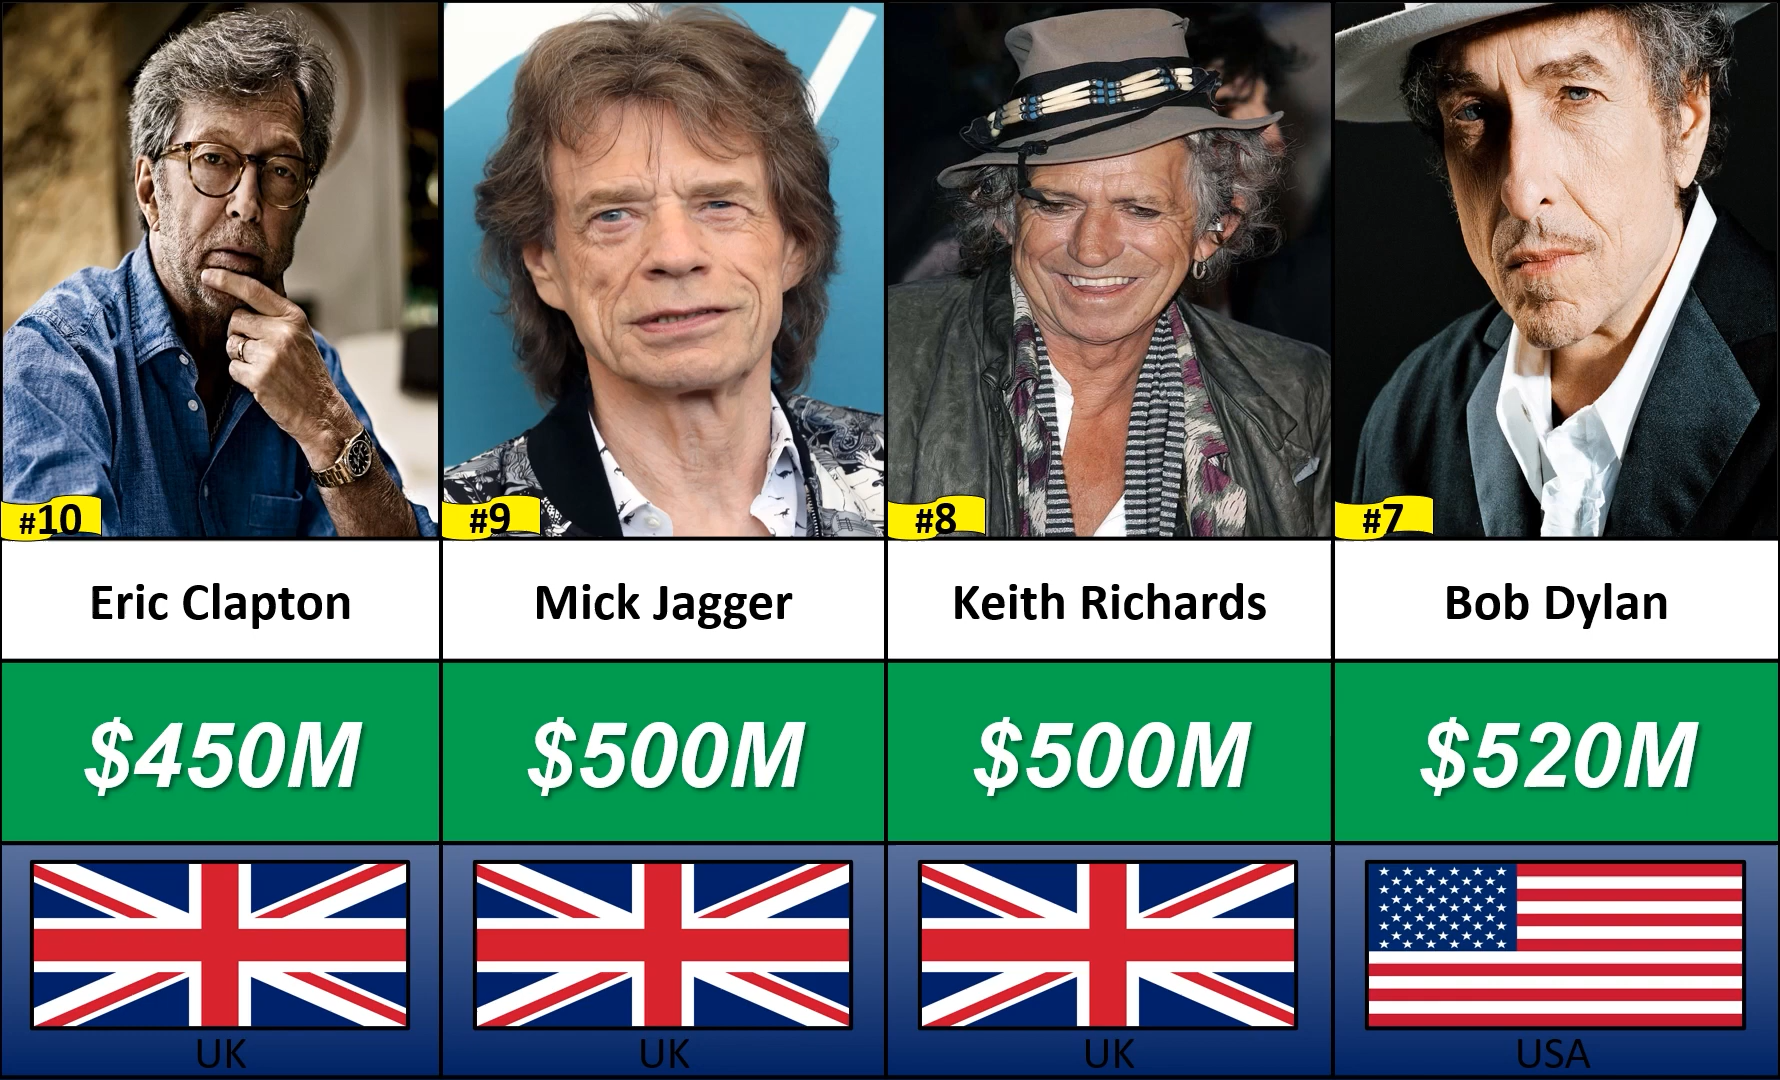 #10
#9
#8
#7
Eric Clapton
Mick Jagger
Keith Richards
Bob Dylan
$450M
$500M
$500M
$520M
UK
UK
UK
USA